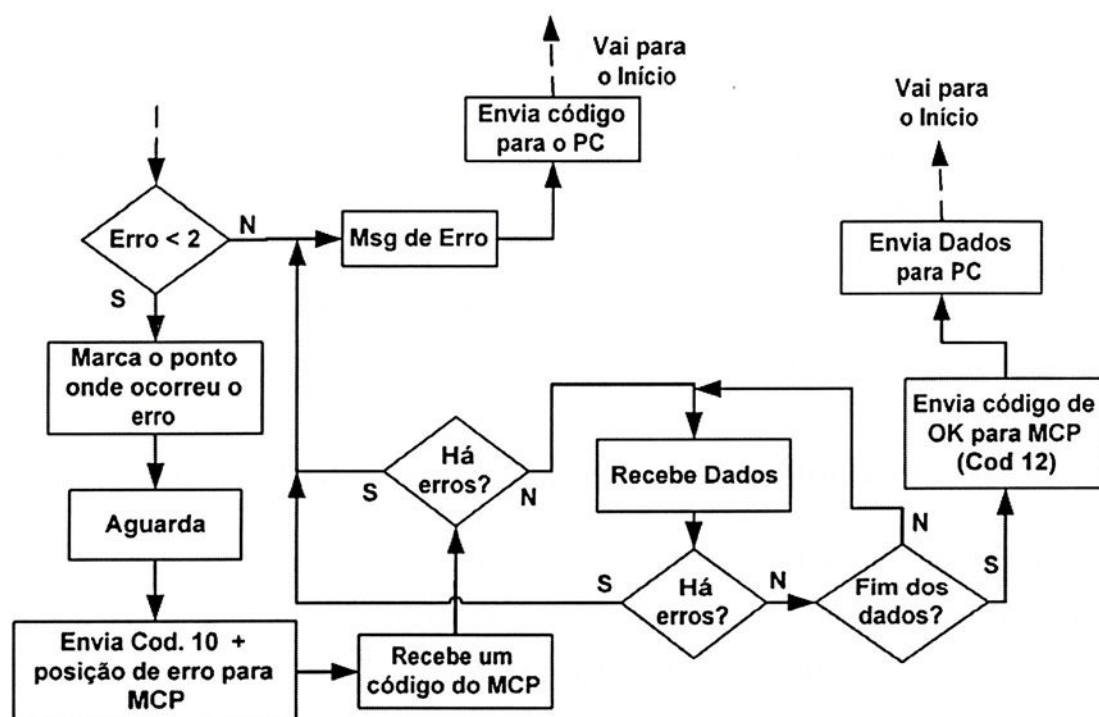 Vai para
o Início
Envia código
para o PC
Vai para
o Início
Erro < 2
N
Msg de Erro
Envia Dados
para PC
S
Marca o ponto
onde ocorreu o
erro
Há
erros?
S
N
Recebe Dados
Envia código de
OK para MCP
(Cod 12)
Aguarda
S
Há
erros?
N
Fim dos
dados?
N
S
Envia Cod. 10 +
posição de erro para
MCP
Recebe um
código do MCP